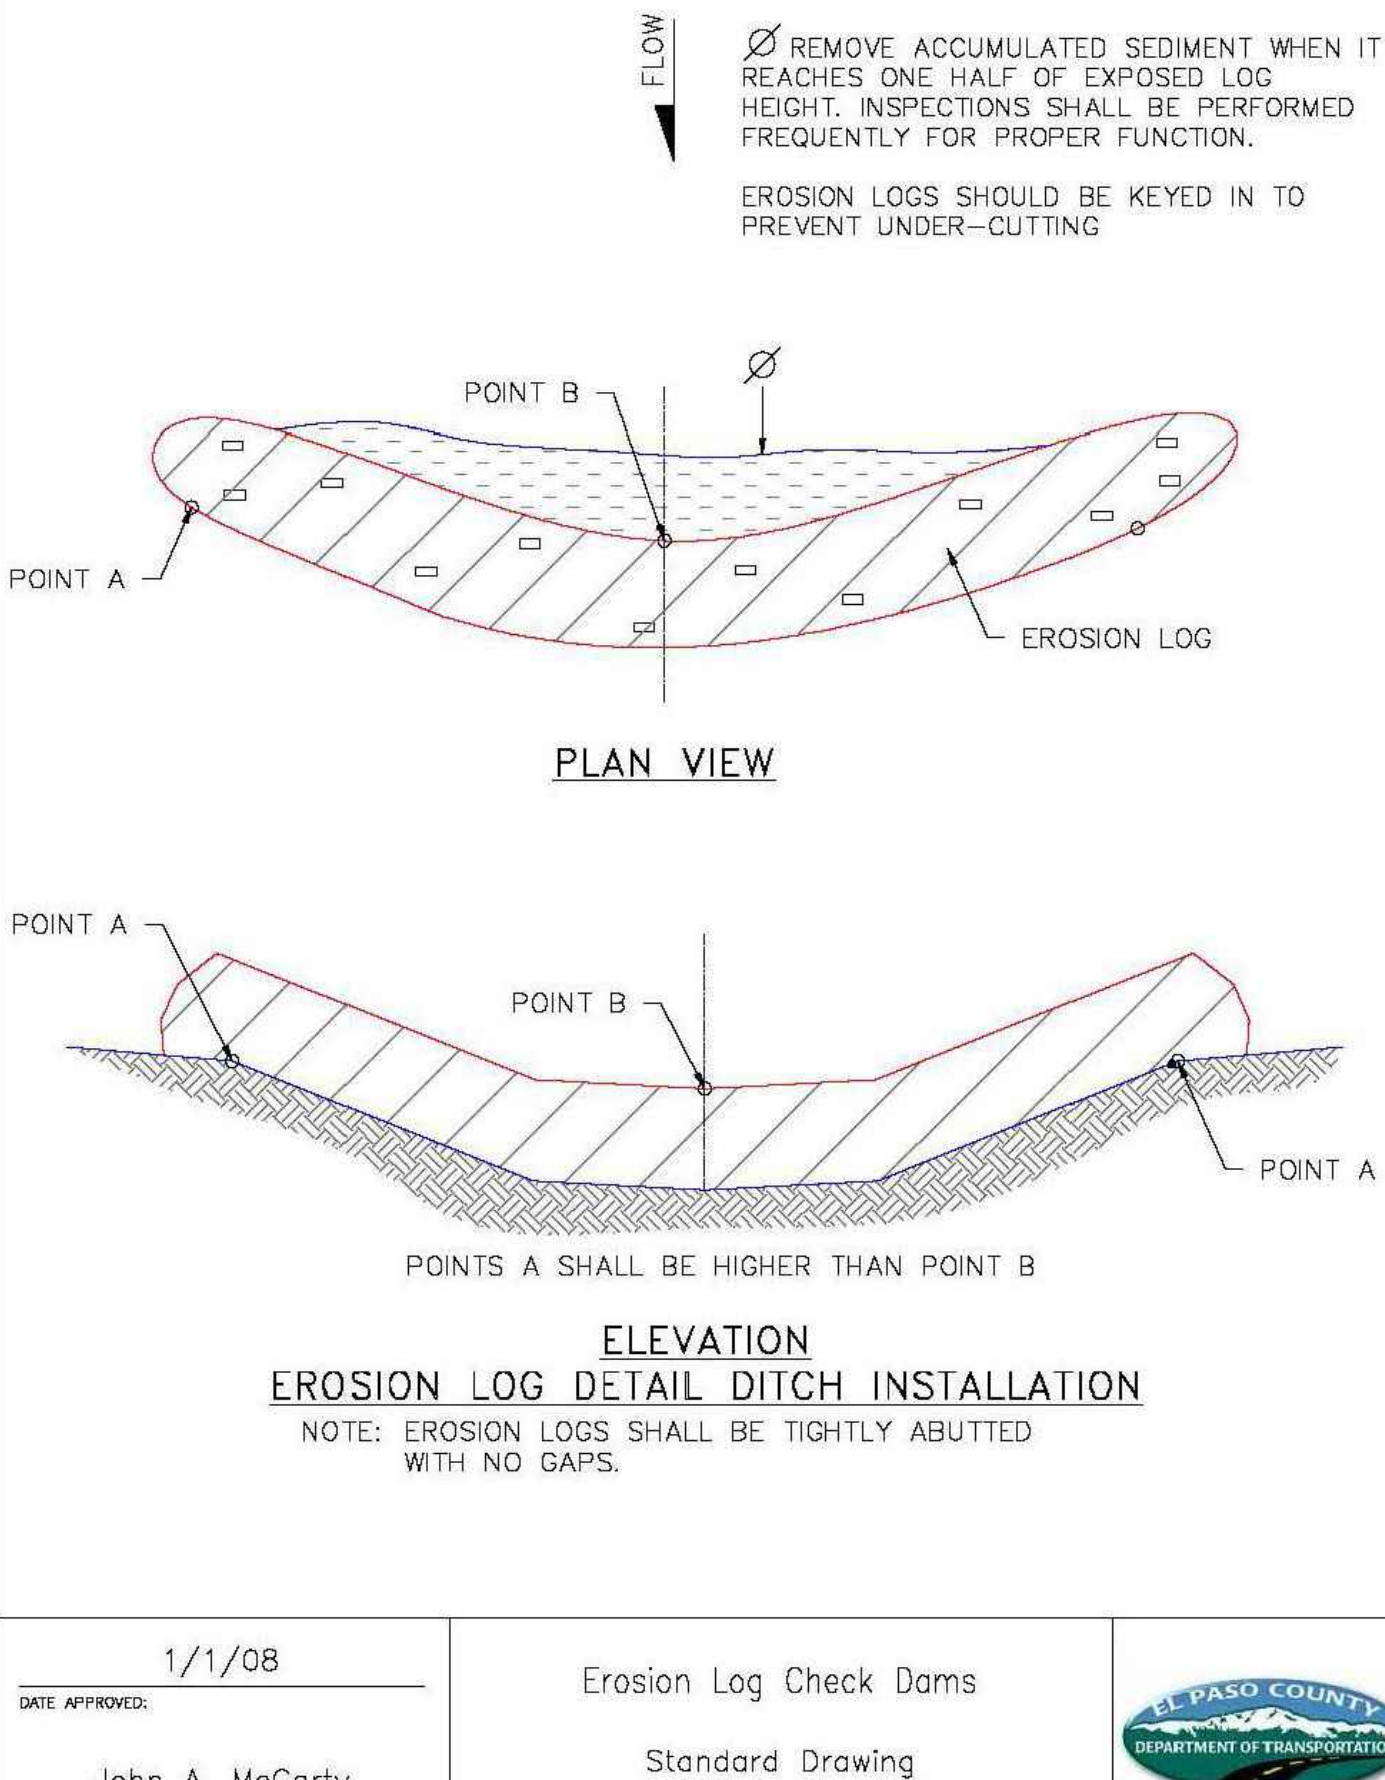 FLOW
Ø REMOVE ACCUMULATED SEDIMENT WHEN IT
REACHES ONE HALF OF EXPOSED LOG
HEIGHT. INSPECTIONS SHALL BE PERFORMED
FREQUENTLY FOR PROPER FUNCTION.
EROSION LOGS SHOULD BE KEYED IN TO
PREVENT UNDER-CUTTING
Ø
POINT B
POINT A
EROSION LOG
PLAN VIEW
POINT A
POINT B
POINT A
POINTS A SHALL BE HIGHER THAN POINT B
ELEVATION
EROSION LOG DETAIL DITCH INSTALLATION
NOTE: EROSION LOGS SHALL BE TIGHTLY ABUTTED
WITH NO GAPS.
1/1/08
DATE APPROVED:
John A. McCarty
Erosion Log Check Dams
Standard Drawing
EL PASO COUNTY
DEPARTMENT OF TRANSPORTATIO